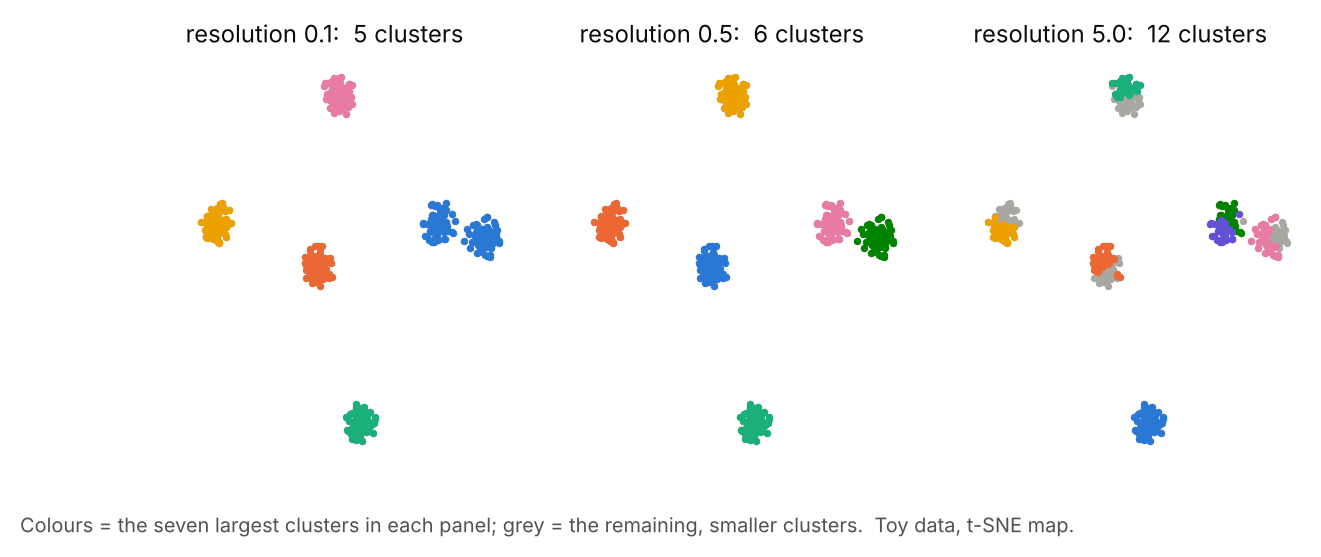 resolution 0.1:  5 clusters
resolution 0.5:  6 clusters
resolution 5.0:  12 clusters
Colours = the seven largest clusters in each panel; grey = the remaining, smaller clusters.  Toy data, t-SNE map.